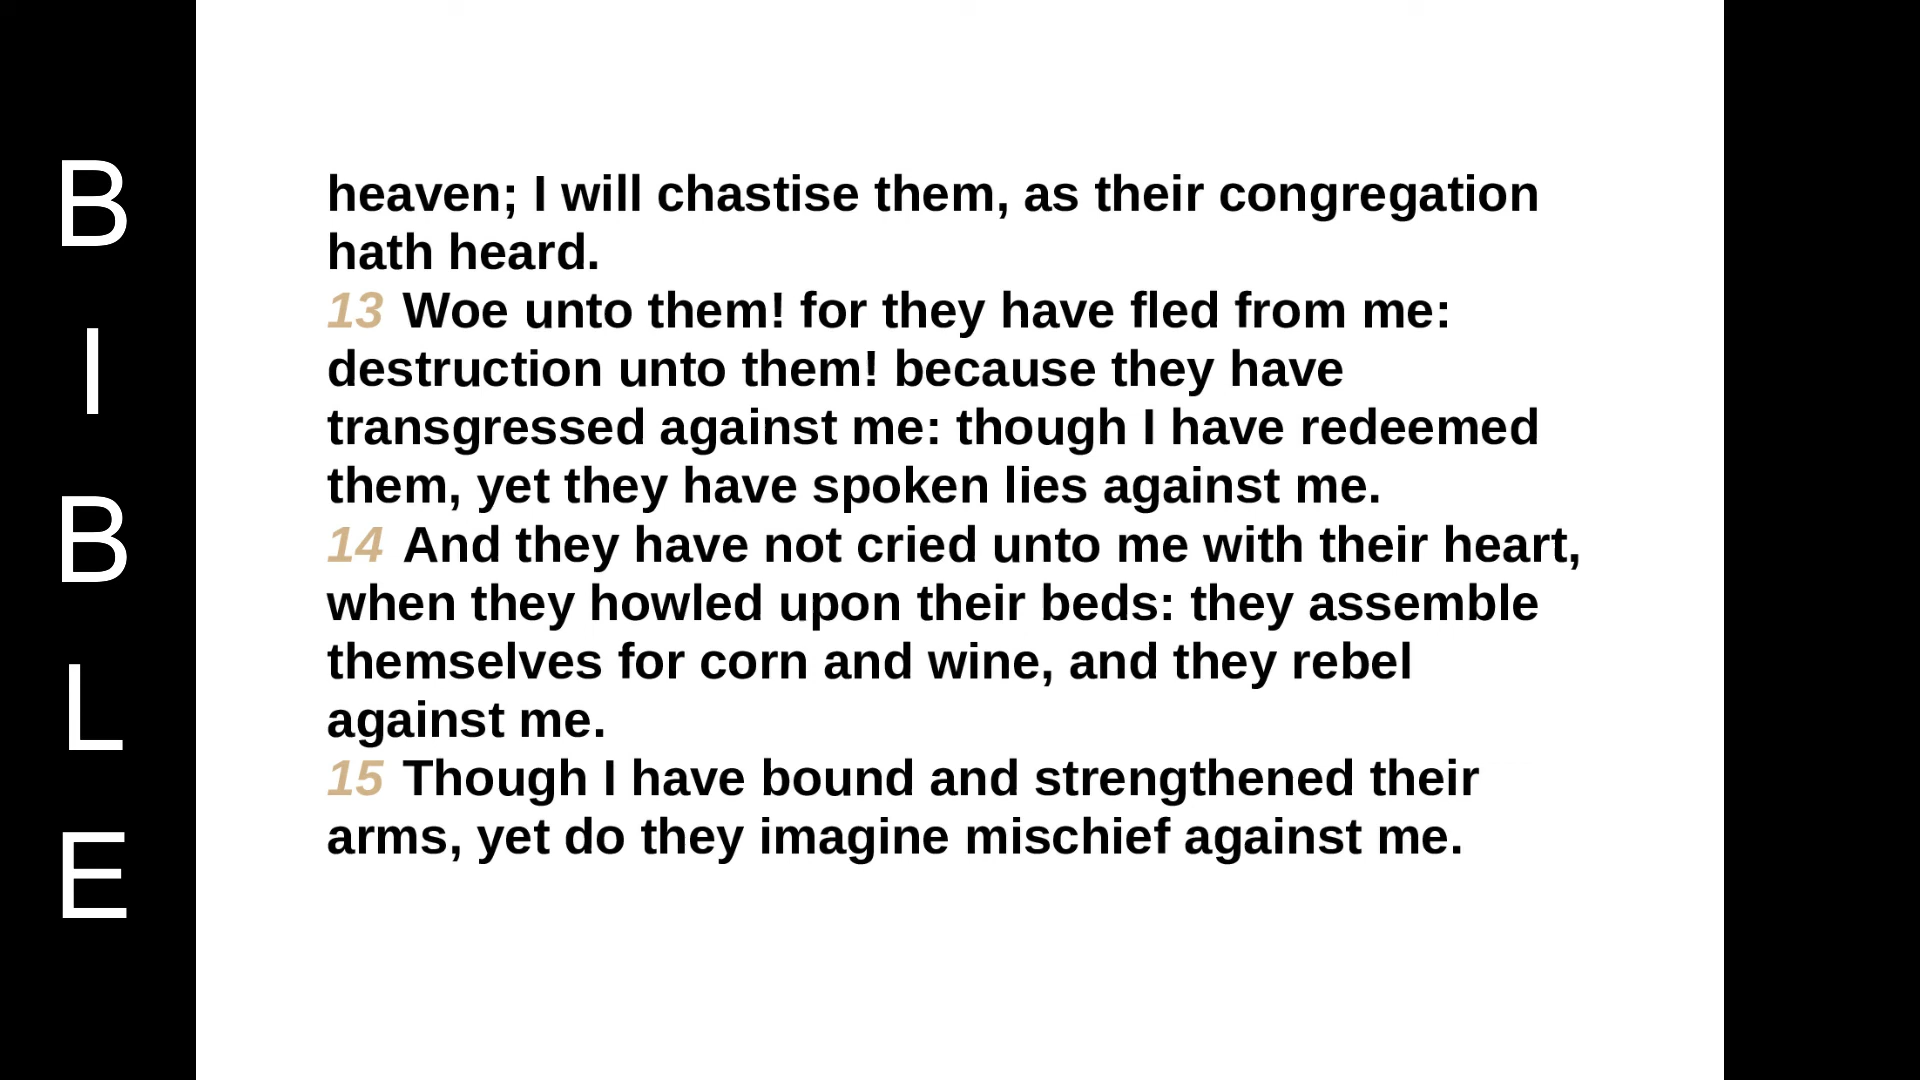 BIBLE
heaven; I will chastise them, as their congregation
hath heard.
13 Woe unto them! for they have fled from me:
destruction unto them! because they have
transgressed against me: though I have redeemed
them, yet they have spoken lies against me.
14 And they have not cried unto me with their heart,
when they howled upon their beds: they assemble
themselves for corn and wine, and they rebel
against me.
15 Though I have bound and strengthened their
arms, yet do they imagine mischief against me.